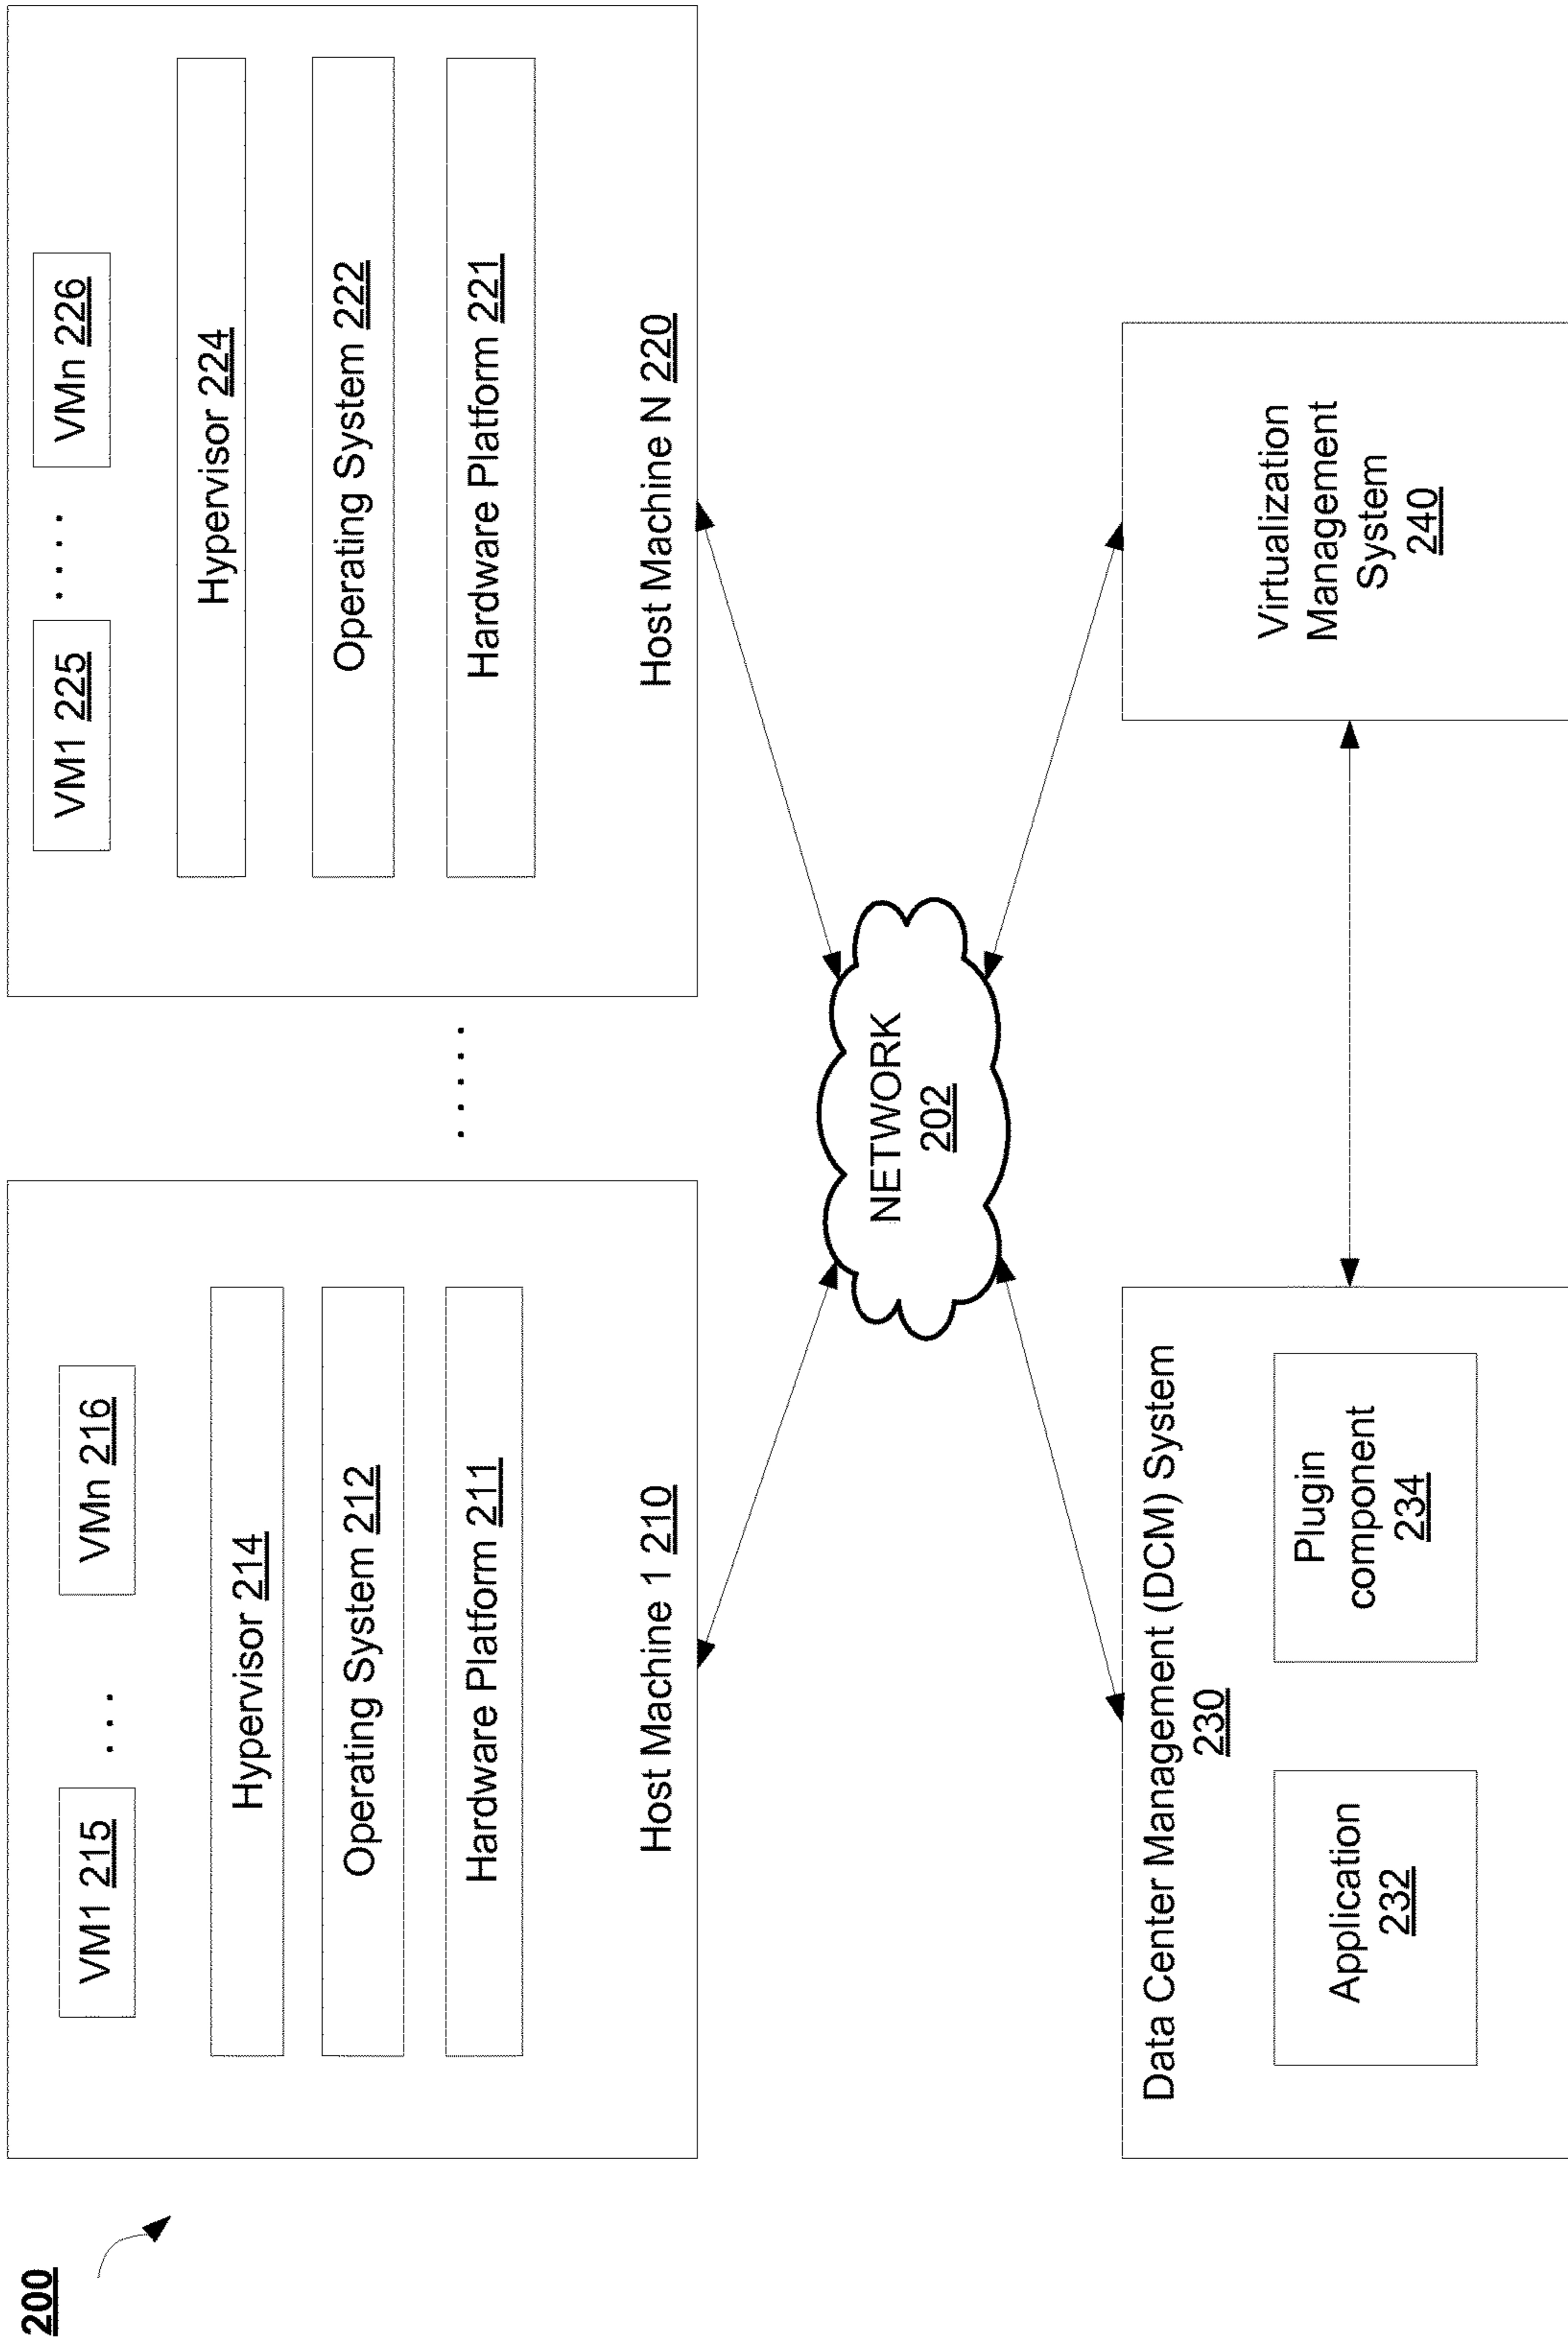 200
VM1 215
. . .
VMn 216
Hypervisor 214
Operating System 212
Hardware Platform 211
Host Machine 1 210
. . . . .
VM1 225
. . . .
VMn 226
Hypervisor 224
Operating System 222
Hardware Platform 221
Host Machine N 220
NETWORK
202
Data Center Management (DCM) System
230
Application
232
Plugin
component
234
Virtualization
Management
System
240